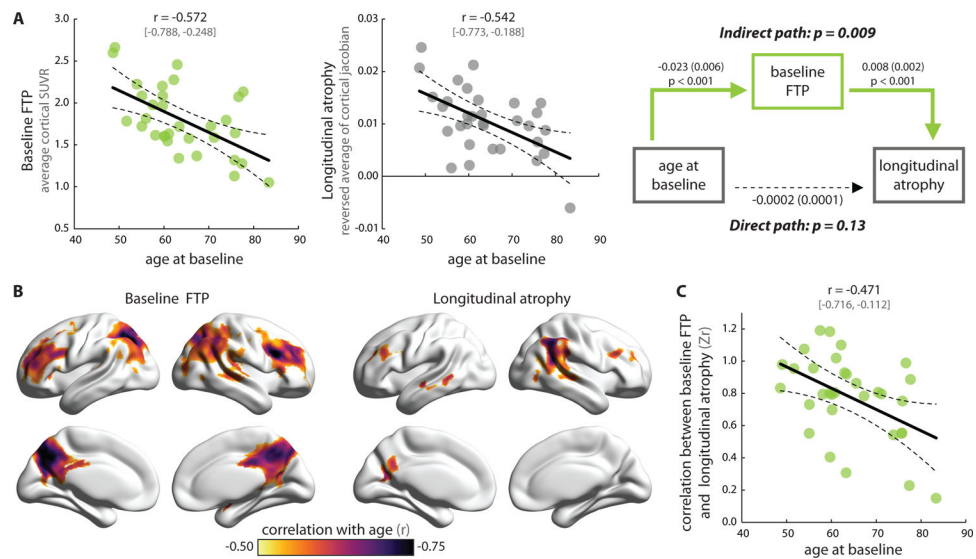 A
r = -0.572
[-0.788, -0.248]
Baseline FTP
average cortical SUVR
3.0
2.5
2.0
1.5
1.0
0.5
40 50 60 70 80 90
age at baseline
r = -0.542
[-0.773, -0.188]
Longitudinal atrophy
reversed average of cortical jacobian
0.03
0.02
0.01
0.00
-0.01
40 50 60 70 80 90
age at baseline
Indirect path: p = 0.009
-0.023 (0.006)
p < 0.001
baseline
FTP
0.008 (0.002)
p < 0.001
age at
baseline
longitudinal
atrophy
-0.0002 (0.0001)
Direct path: p = 0.13
B
Baseline FTP
Longitudinal atrophy
correlation with age (r)
-0.50
-0.75
C
r = -0.471
[-0.716, -0.112]
correlation between baseline FTP
and longitudinal atrophy (Zr)
1.2
1.0
0.8
0.6
0.4
0.2
0.0
40 50 60 70 80 90
age at baseline